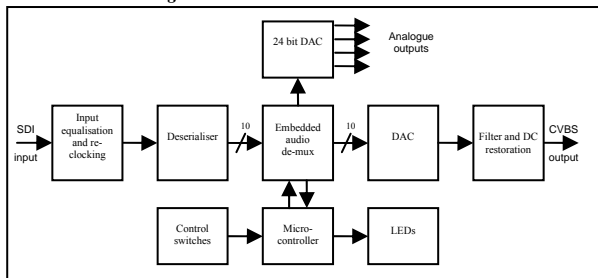 24 bit DAC
Analogue
outputs
SDI
input
Input
equalisation
and re-
clocking
Deserialiser
10
Embedded
audio
de-mux
10
DAC
Filter and DC
restoration
CVBS
output
Control
switches
Micro-
controller
LEDs